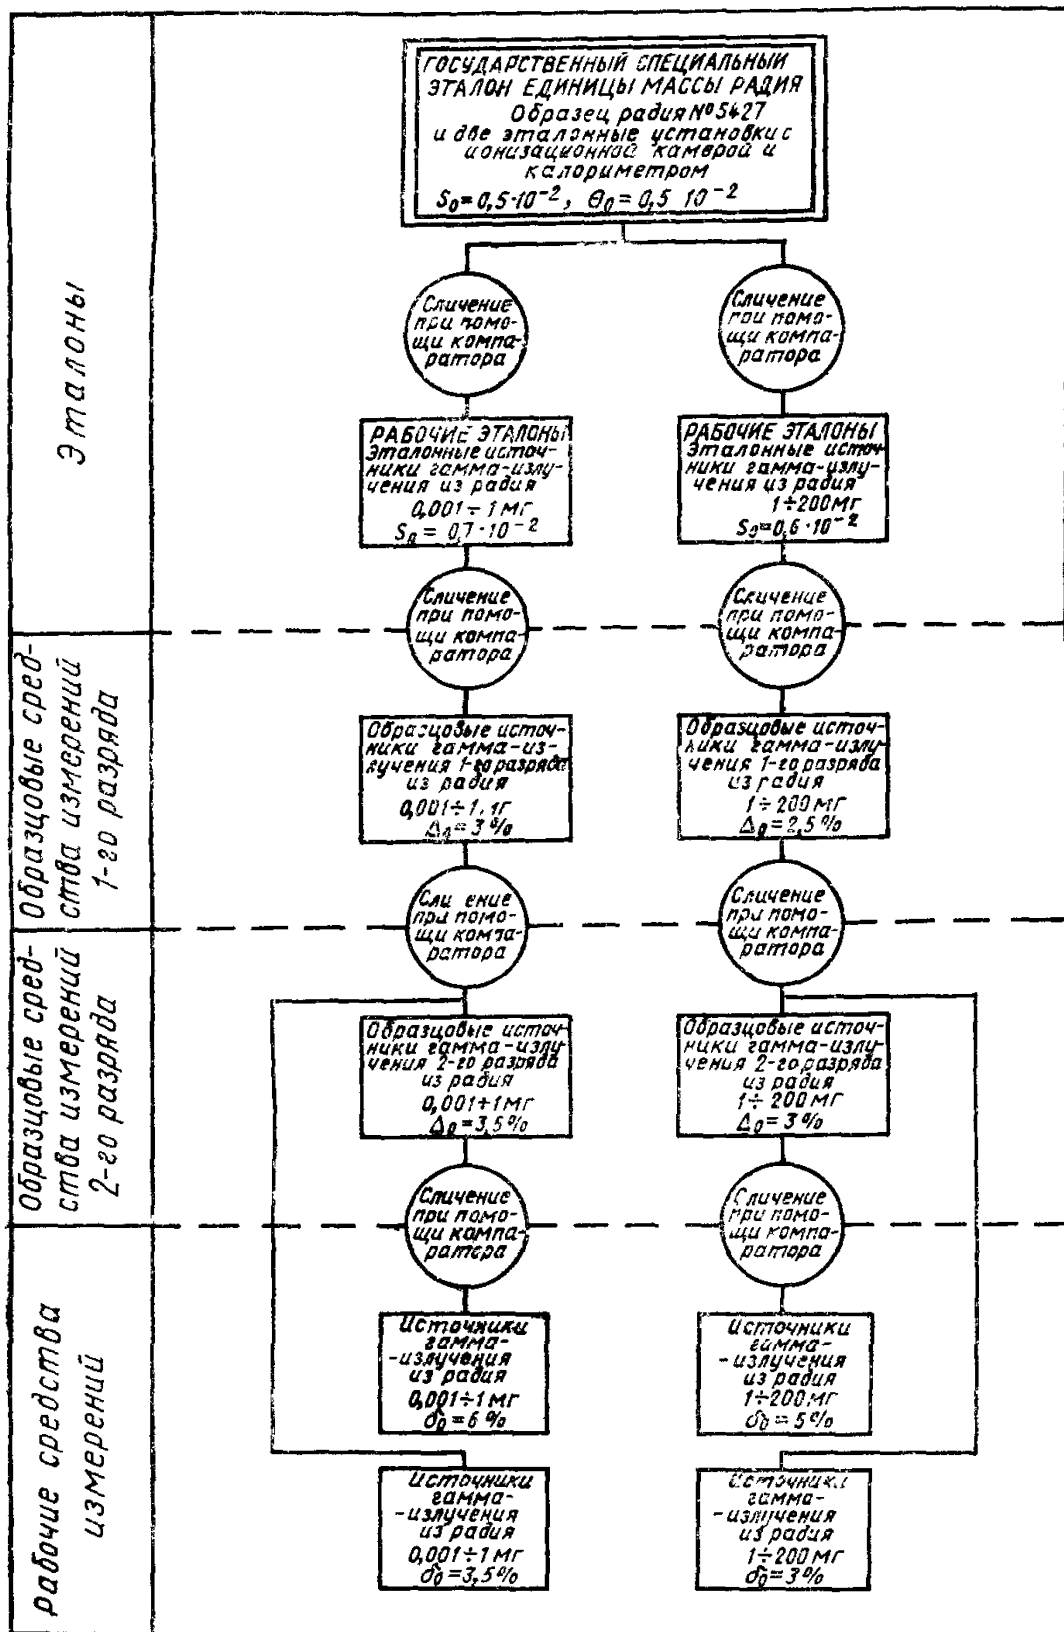 ГОСУДАРСТВЕННЫЙ СПЕЦИАЛЬНЫЙ
ЭТАЛОН ЕДИНИЦЫ МАССЫ РАДИЯ
Образец радия № 5427
и две эталонные установки с
ионизационной камерой и
калориметром
S₀=0,5·10⁻², Θ₀=0,5 10⁻²
Эталоны
Сличение
при помо-
щи компа-
ратора
Сличение
при помо-
щи компа-
ратора
РАБОЧИЕ ЭТАЛОНЫ
Эталонные источ-
ники гамма-излу-
чения из радия
0,001÷1 мг
S₀ = 0,7·10⁻²
РАБОЧИЕ ЭТАЛОНЫ
Эталонные источ-
ники гамма-излу-
чения из радия
1÷200 мг
S₀=0,6·10⁻²
Сличение
при помо-
щи компа-
ратора
Сличение
при помо-
щи компа-
ратора
Образцовые сред-
ства измерений
1-го разряда
Образцовые источ-
ники гамма-из-
лучения 1-го разряда
из радия
0,001÷1
Δ₀=3%
Образцовые источ-
ники гамма-излу-
чения 1-го разряда
из радия
1÷200 мг
Δ₀=2,5%
Сли ение
при помо-
щи компа-
ратора
Сличение
при помо-
щи компа-
ратора
Образцовые сред-
ства измерений
2-го разряда
Образцовые источ-
ники гамма-излу-
чения 2-го разряда
из радия
0,001÷1 мг
Δ₀=3,5%
Образцовые источ-
ники гамма-излу-
чения 2-го разряда
из радия
1÷200 мг
Δ₀=3%
Сличение
при помо-
щи компа-
ратора
Сличение
при помо-
щи компа-
ратора
Рабочие средства
измерений
Источники
гамма-
-излучения
из радия
0,001÷1 мг
δ₀=6%
Источники
гамма-
-излучения
из радия
1÷200 мг
δ₀=5%
Источники
гамма-
-излучения
из радия
0,001÷1 мг
δ₀=3,5%
Источники
гамма-
-излучения
из радия
1÷200 мг
δ₀=3%